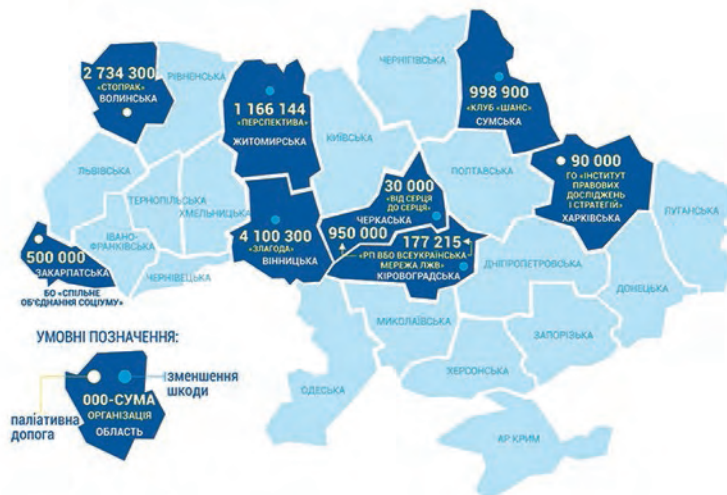 2 734 300
«СТОПРАК»
ВОЛИНСЬКА
РІВНЕНСЬКА
1 166 144
«ПЕРСПЕКТИВА»
ЖИТОМИРСЬКА
КИЇВСЬКА
ЧЕРНІГІВСЬКА
998 900
«КЛУБ «ШАНС»
СУМСЬКА
90 000
ГО «ІНСТИТУТ
ПРАВОВИХ
ДОСЛІДЖЕНЬ
І СТРАТЕГІЙ»
ХАРКІВСЬКА
ЛЬВІВСЬКА
ТЕРНОПІЛЬСЬКА
ХМЕЛЬНИЦЬКА
ІВАНО-
ФРАНКІВСЬКА
ЧЕРНІВЕЦЬКА
500 000
ЗАКАРПАТСЬКА
БО «СПІЛЬНЕ
ОБ'ЄДНАННЯ СОЦІУМУ»
4 100 300
«ЗЛАГОДА»
ВІННИЦЬКА
30 000
«ВІД СЕРЦЯ
ДО СЕРЦЯ»
ЧЕРКАСЬКА
950 000
177 215
«РП ВБО ВСЕУКРАЇНСЬКА
МЕРЕЖА ЛЖВ»
КІРОВОГРАДСЬКА
ПОЛТАВСЬКА
ЛУГАНСЬКА
ДНІПРОПЕТРОВСЬКА
ДОНЕЦЬКА
МИКОЛАЇВСЬКА
ЗАПОРІЗЬКА
ХЕРСОНСЬКА
ОДЕСЬКА
АР КРИМ
УМОВНІ ПОЗНАЧЕННЯ:
зменшення
шкоди
000-СУМА
ОРГАНІЗАЦІЯ
ОБЛАСТЬ
паліативна
допога